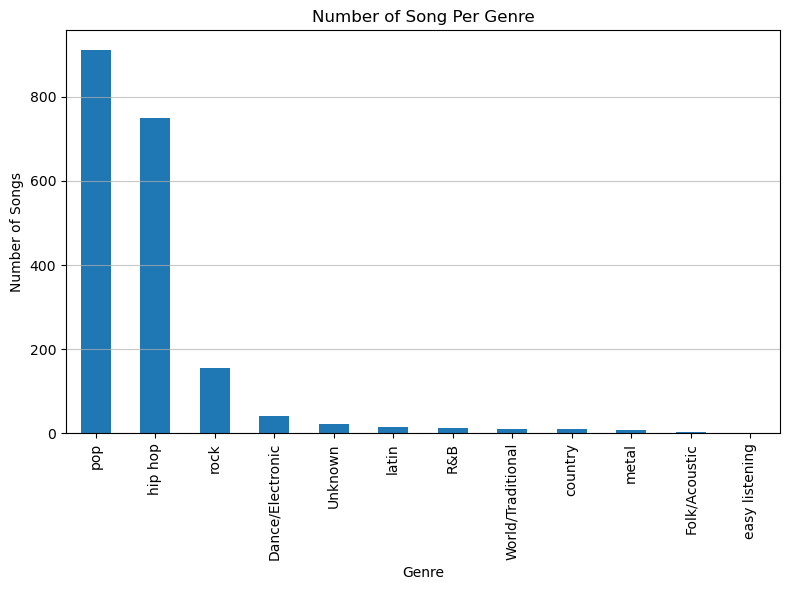 Number of Song Per Genre
Number of Songs
800
600
400
200
0
pop
hip hop
rock
Dance/Electronic
Unknown
latin
R&B
World/Traditional
country
metal
Folk/Acoustic
easy listening
Genre